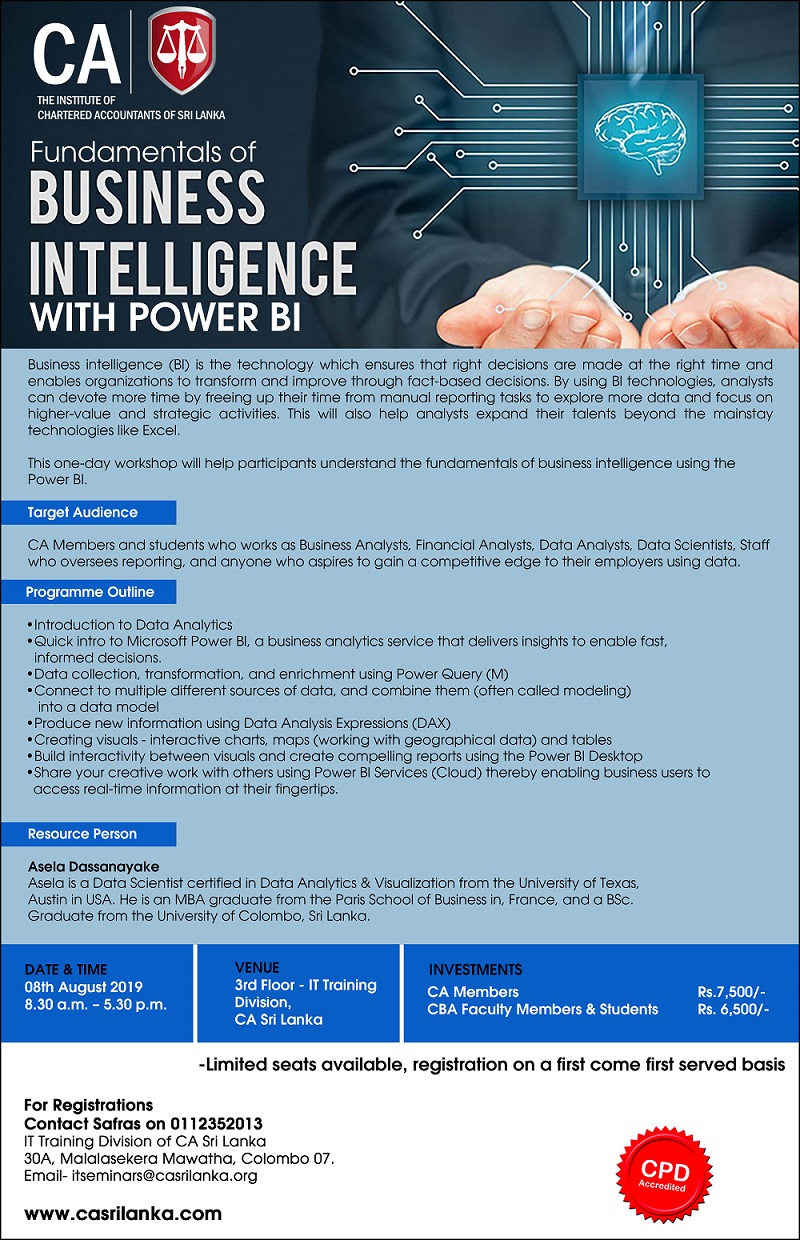 CA
THE INSTITUTE OF
CHARTERED ACCOUNTANTS OF SRI LANKA
Fundamentals of
BUSINESS
INTELLIGENCE
WITH POWER BI
Business intelligence (BI) is the technology which ensures that right decisions are made at the right time and
enables organizations to transform and improve through fact-based decisions. By using BI technologies, analysts
can devote more time by freeing up their time from manual reporting tasks to explore more data and focus on
higher-value and strategic activities. This will also help analysts expand their talents beyond the mainstay
technologies like Excel.
This one-day workshop will help participants understand the fundamentals of business intelligence using the
Power BI.
Target Audience
CA Members and students who works as Business Analysts, Financial Analysts, Data Analysts, Data Scientists, Staff
who oversees reporting, and anyone who aspires to gain a competitive edge to their employers using data.
Programme Outline
•Introduction to Data Analytics
•Quick intro to Microsoft Power BI, a business analytics service that delivers insights to enable fast,
informed decisions.
•Data collection, transformation, and enrichment using Power Query (M)
•Connect to multiple different sources of data, and combine them (often called modeling)
into a data model
•Produce new information using Data Analysis Expressions (DAX)
•Creating visuals - interactive charts, maps (working with geographical data) and tables
•Build interactivity between visuals and create compelling reports using the Power BI Desktop
•Share your creative work with others using Power BI Services (Cloud) thereby enabling business users to
access real-time information at their fingertips.
Resource Person
Asela Dassanayake
Asela is a Data Scientist certified in Data Analytics & Visualization from the University of Texas,
Austin in USA. He is an MBA graduate from the Paris School of Business in, France, and a BSc.
Graduate from the University of Colombo, Sri Lanka.
DATE & TIME
08th August 2019
8.30 a.m. – 5.30 p.m.
VENUE
3rd Floor - IT Training
Division,
CA Sri Lanka
INVESTMENTS
CA Members Rs.7,500/-
CBA Faculty Members & Students Rs. 6,500/-
-Limited seats available, registration on a first come first served basis
For Registrations
Contact Safras on 0112352013
IT Training Division of CA Sri Lanka
30A, Malalasekera Mawatha, Colombo 07.
Email- itseminars@casrilanka.org
www.casrilanka.com
CPD
Accredited